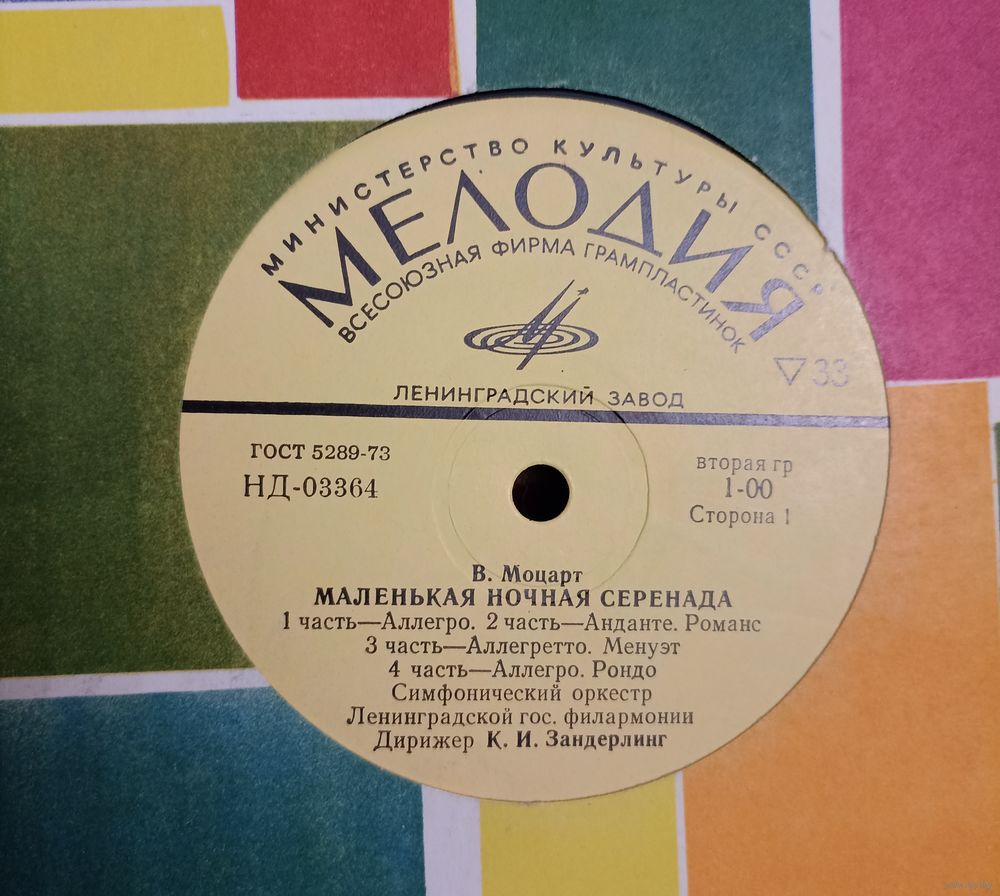 МИНИСТЕРСТВО КУЛЬТУРЫ СССР
МЕЛОДИЯ
ВСЕСОЮЗНАЯ ФИРМА ГРАМПЛАСТИНОК
▽33
ЛЕНИНГРАДСКИЙ ЗАВОД
ГОСТ 5289-73
НД-03364
вторая гр
1-00
Сторона 1
В. Моцарт
МАЛЕНЬКАЯ НОЧНАЯ СЕРЕНАДА
1 часть—Аллегро. 2 часть—Анданте. Романс
3 часть—Аллегретто. Менуэт
4 часть—Аллегро. Рондо
Симфонический оркестр
Ленинградской гос. филармонии
Дирижер К. И. Зандерлинг